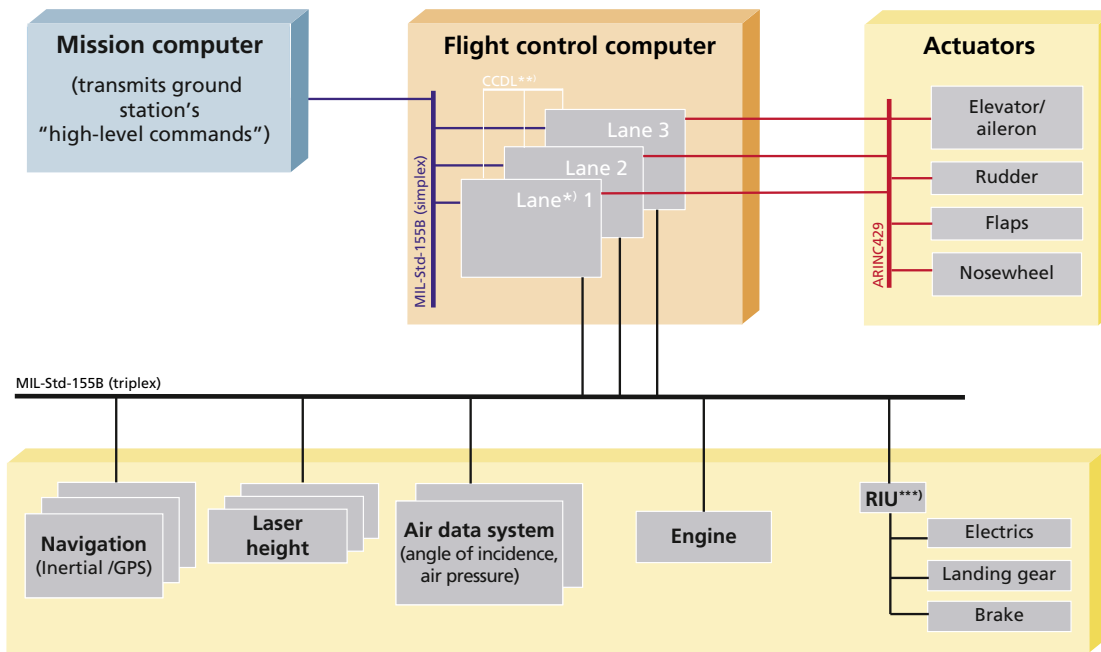 Mission computer
(transmits ground
station's
“high-level commands”)
Flight control computer
CCDL**)
Lane 3
Lane 2
Lane*) 1
MIL-Std-155B (simplex)
Actuators
ARINC429
Elevator/
aileron
Rudder
Flaps
Nosewheel
MIL-Std-155B (triplex)
Navigation
(Inertial /GPS)
Laser
height
Air data system
(angle of incidence,
air pressure)
Engine
RIU***)
Electrics
Landing gear
Brake